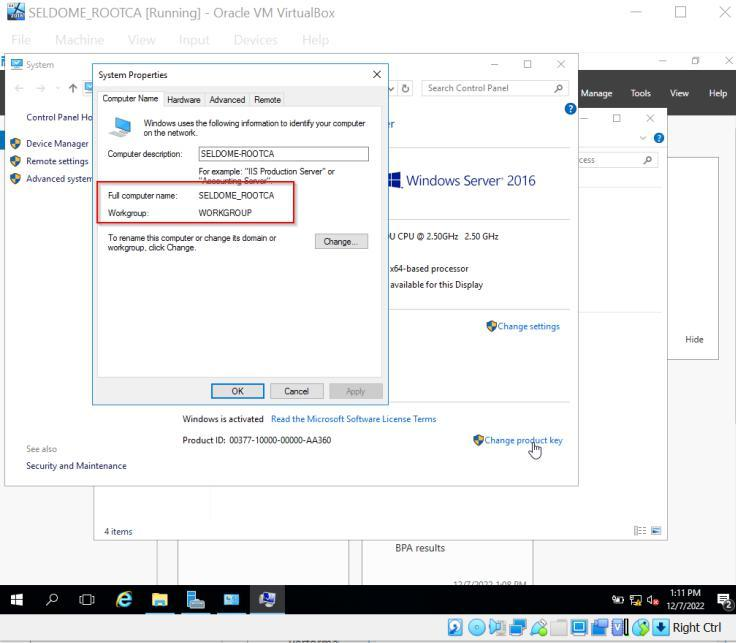 SELDOME_ROOTCA [Running] - Oracle VM VirtualBox
File Machine View Input Devices Help
System
Search Control Panel
Manage Tools View Help
System Properties
Computer Name Hardware Advanced Remote
Control Panel Ho
Device Manager
Remote settings
Advanced system
Windows uses the following information to identify your computer
on the network.
Computer description: SELDOME-ROOTCA
For example: "IIS Production Server" or
"Accounting Server".
Full computer name: SELDOME_ROOTCA
Workgroup: WORKGROUP
To rename this computer or change its domain or
workgroup, click Change.
Change...
OK Cancel Apply
Windows Server® 2016
U CPU @ 2.50GHz 2.50 GHz
x64-based processor
available for this Display
Change settings
Hide
Windows is activated Read the Microsoft Software License Terms
Product ID: 00377-10000-00000-AA360
Change product key
See also
Security and Maintenance
4 items
BPA results
12/7/2022 1:08 PM
1:11 PM
12/7/2022
2
Right Ctrl